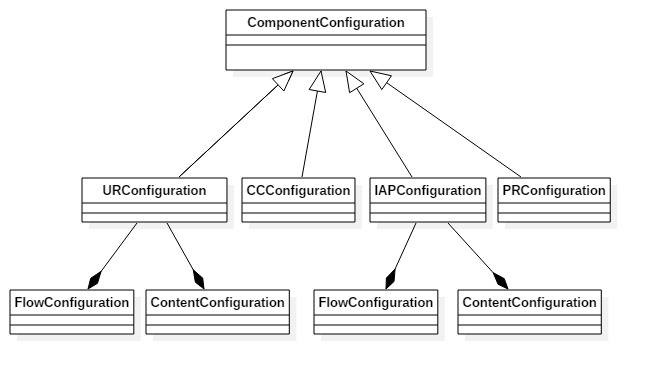 ComponentConfiguration
URConfiguration
CCConfiguration
IAPConfiguration
PRConfiguration
FlowConfiguration
ContentConfiguration
FlowConfiguration
ContentConfiguration